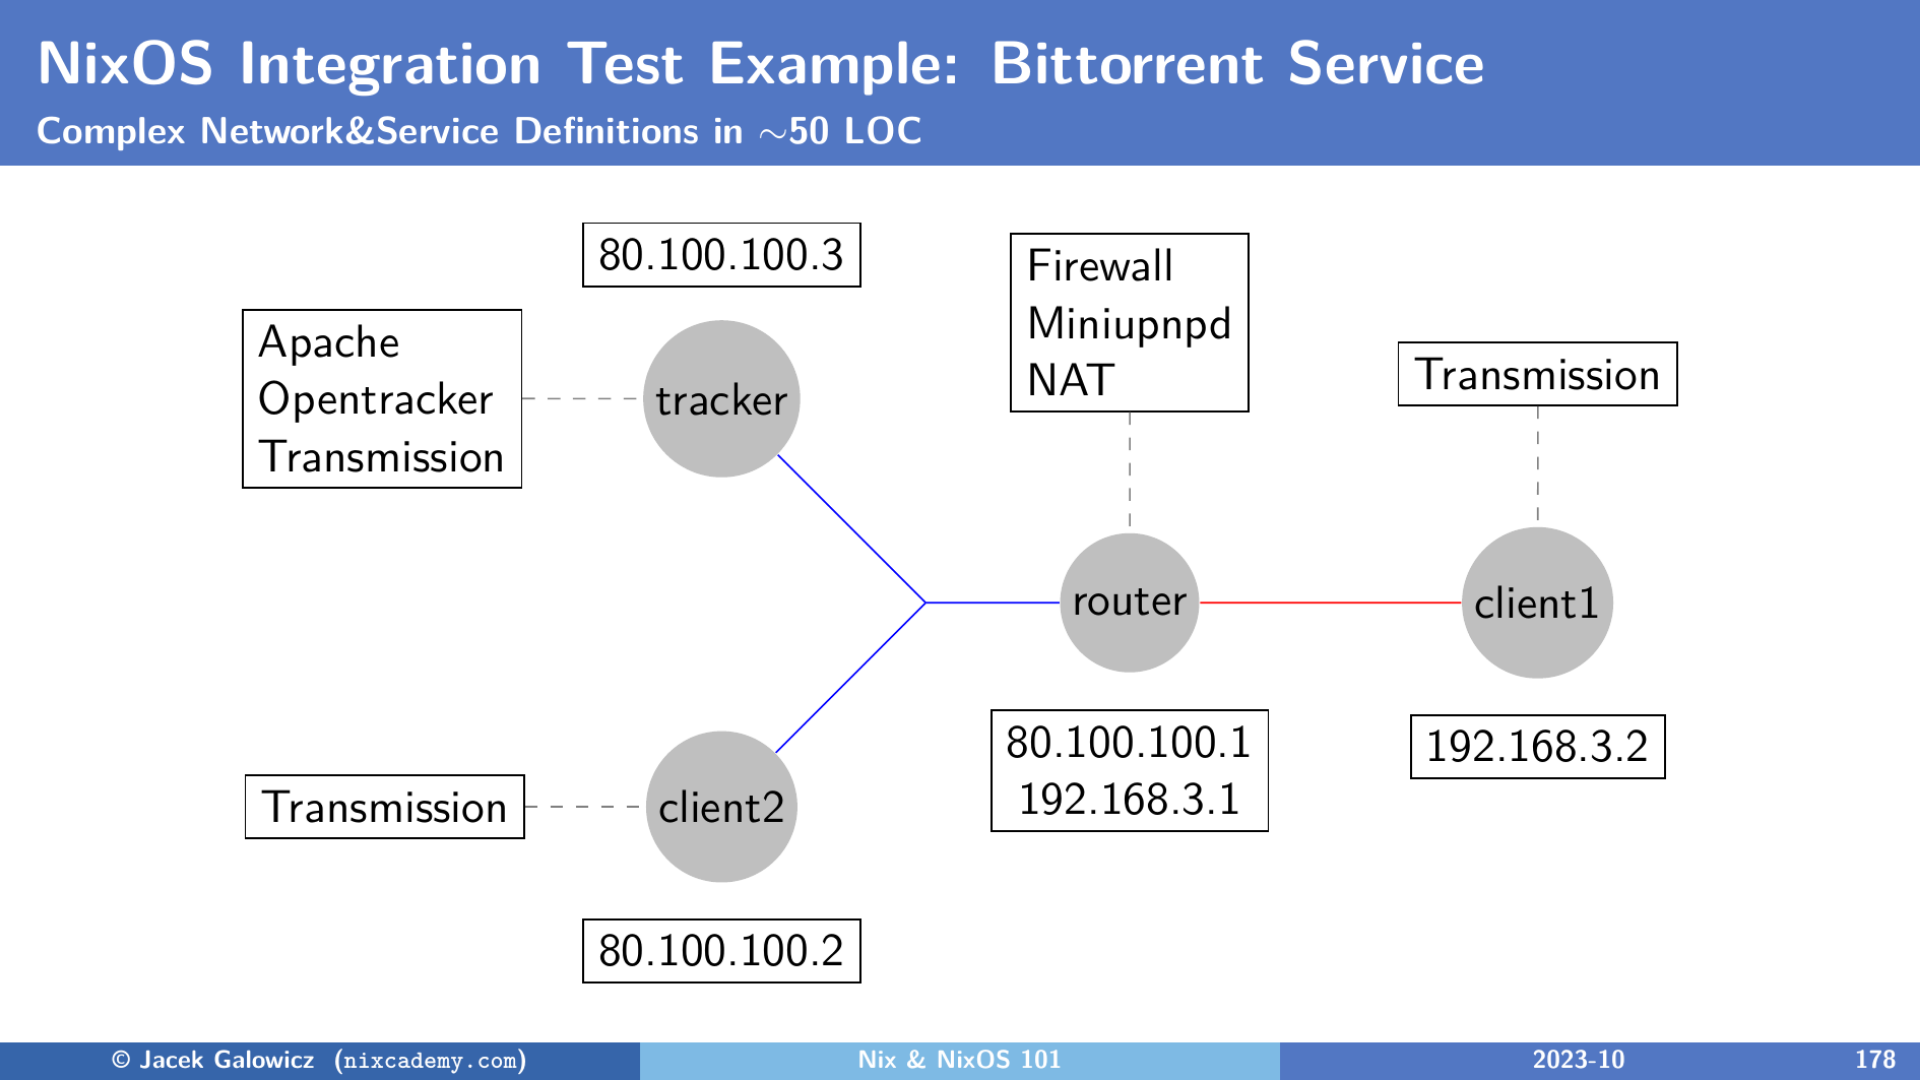 NixOS Integration Test Example: Bittorrent Service
Complex Network&Service Definitions in ~50 LOC
80.100.100.3
Apache
Opentracker
Transmission
tracker
Firewall
Miniupnpd
NAT
Transmission
router
client1
80.100.100.1
192.168.3.1
192.168.3.2
Transmission
client2
80.100.100.2
© Jacek Galowicz (nixcademy.com)
Nix & NixOS 101
2023-10
178